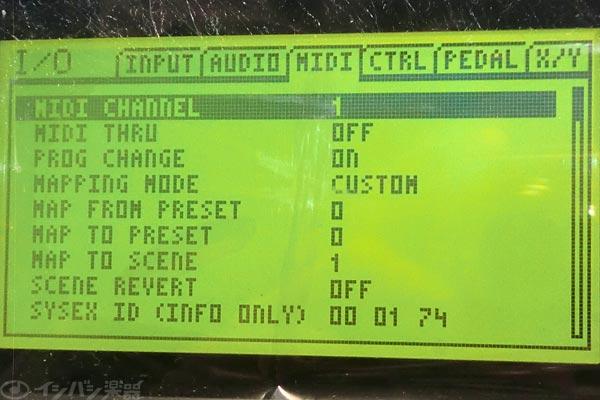 I/O INPUT AUDIO MIDI CTRL PEDAL X/Y
MIDI CHANNEL 1
MIDI THRU OFF
PROG CHANGE ON
MAPPING MODE CUSTOM
MAP FROM PRESET 0
MAP TO PRESET 0
MAP TO SCENE 1
SCENE REVERT OFF
SYSEX ID (INFO ONLY) 00 01 74
イシバシ楽器